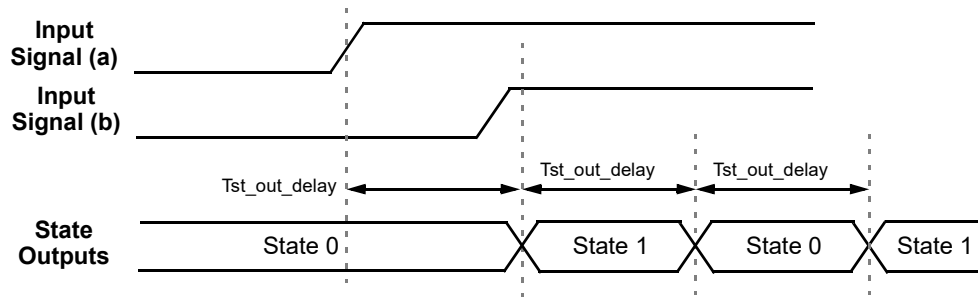 Input
Signal (a)
Input
Signal (b)
Tst_out_delay
Tst_out_delay
Tst_out_delay
State
Outputs
State 0
State 1
State 0
State 1